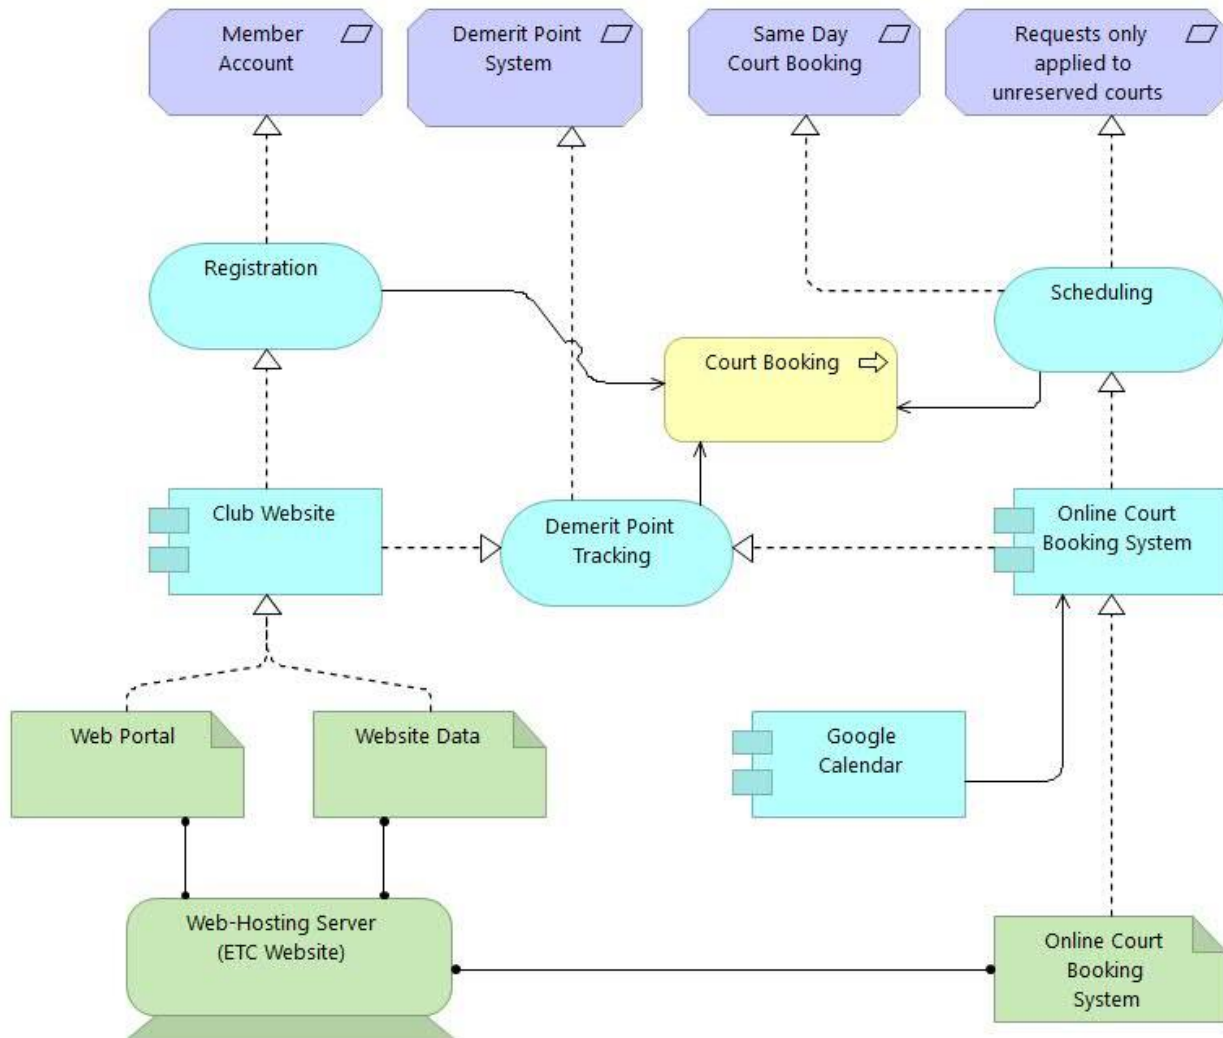 Member
Account
Demerit Point
System
Same Day
Court Booking
Requests only
applied to
unreserved courts
Registration
Scheduling
Court Booking
Club Website
Demerit Point
Tracking
Online Court
Booking System
Web Portal
Website Data
Google
Calendar
Web-Hosting Server
(ETC Website)
Online Court
Booking
System